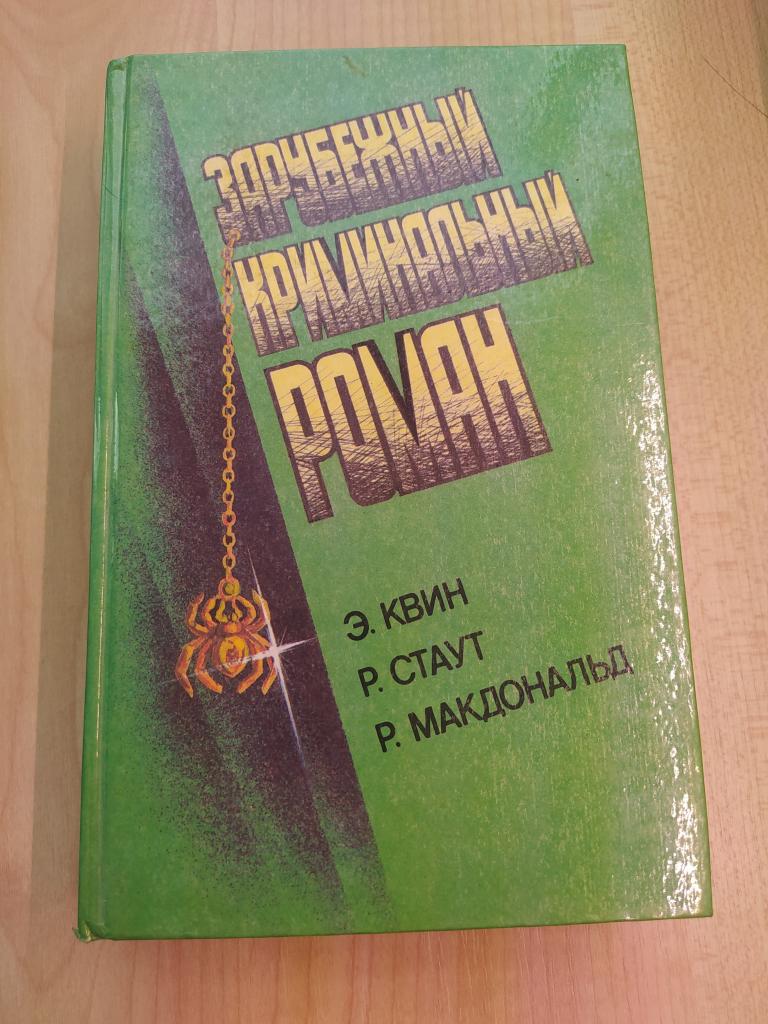 ЗАРУБЕЖНЫЙ
КРИМИНАЛЬНЫЙ
РОМАН
Э. КВИН
Р. СТАУТ
Р. МАКДОНАЛЬД